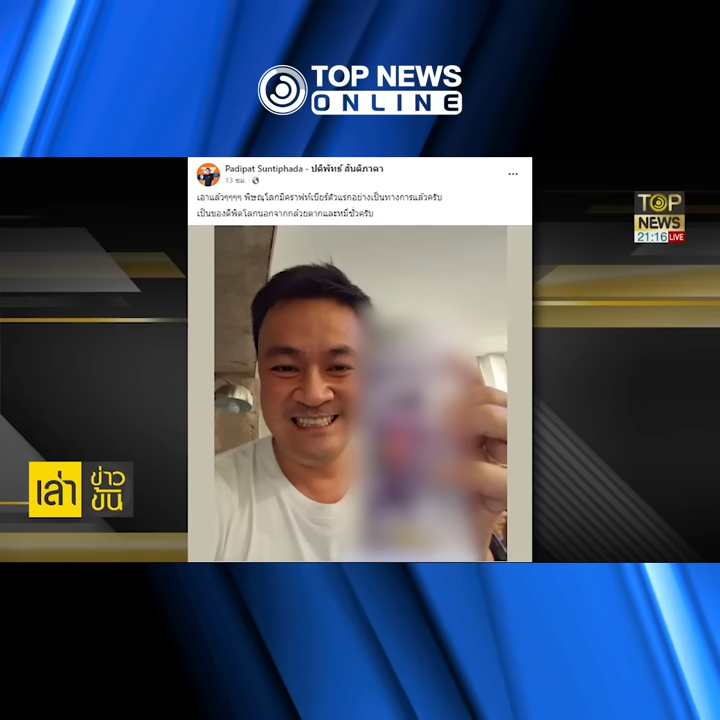 TOP NEWS
ONLINE
Padipat Suntiphada - ปดิพัทธ์ สันติภาดา
13 ชม.
เอาแล้วๆๆๆๆ พิษณุโลกมีคราฟท์เบียร์ตัวแรกอย่างเป็นทางการแล้วครับ
เป็นของดีพิดโลกนอกจากกล้วยตากและหมี่ซั่วครับ
TOP
NEWS
21:16 LIVE
เล่า
ข่าว
ข้น